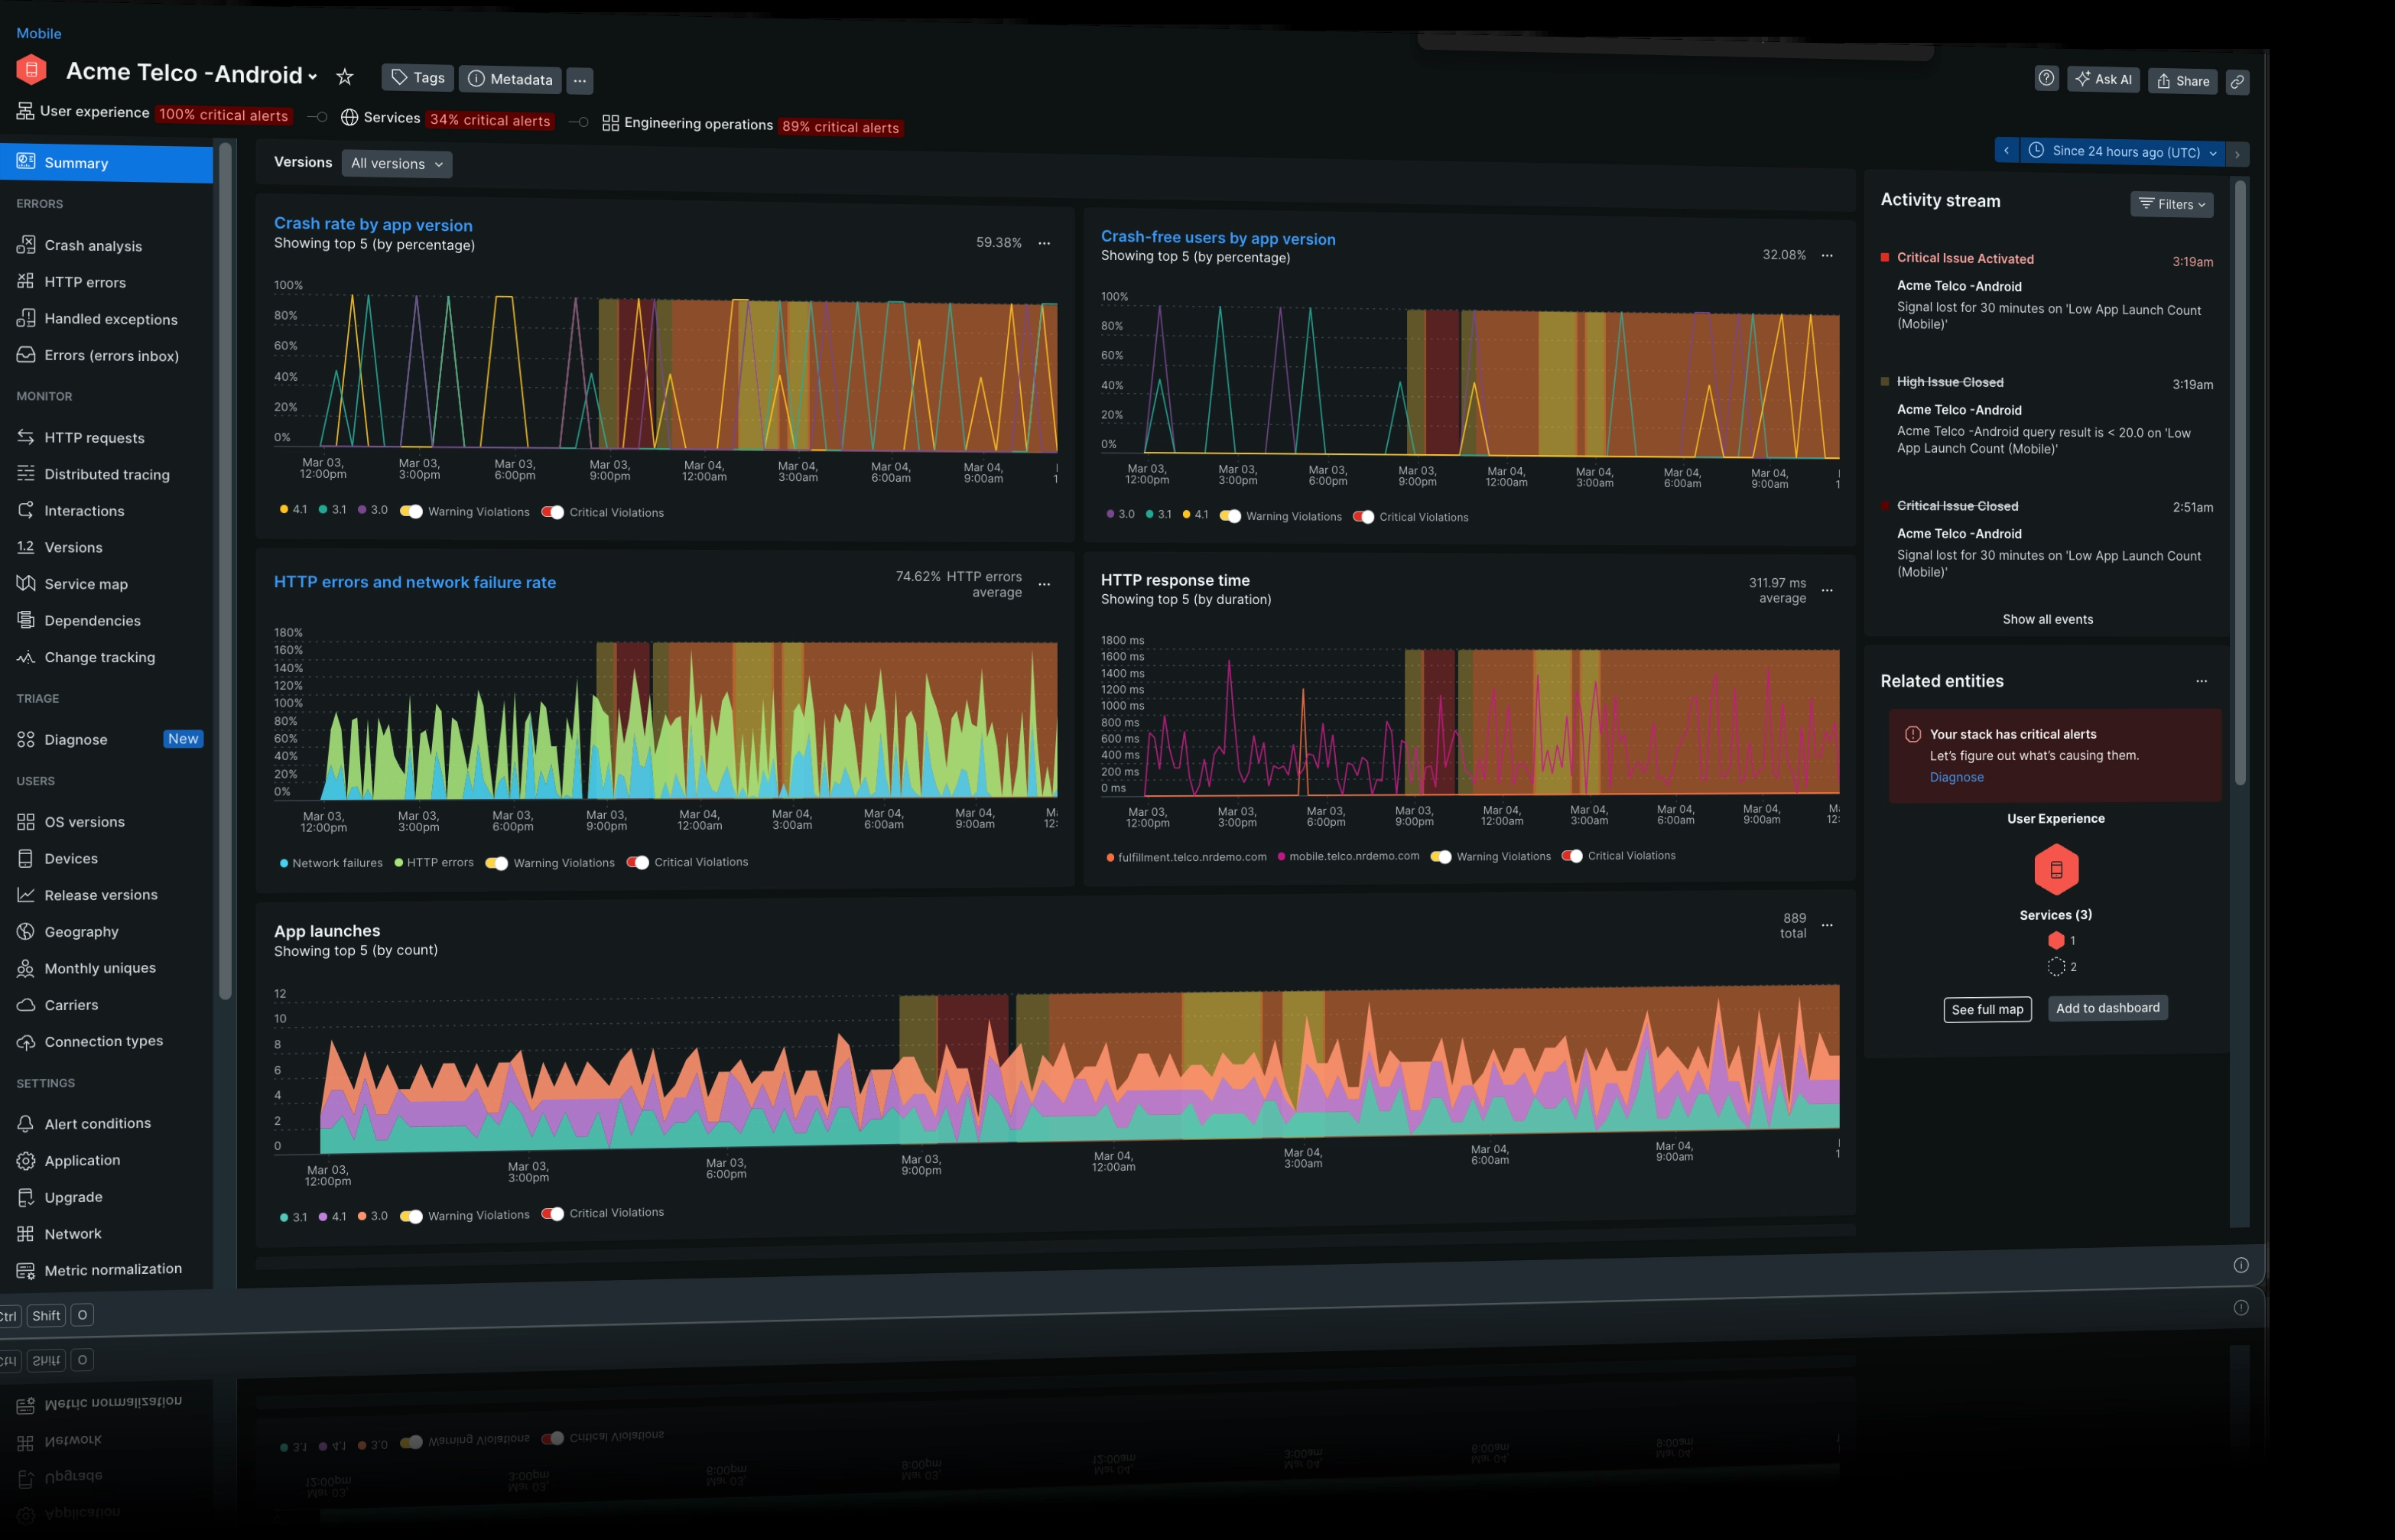 Mobile
Acme Telco -Android
Tags
Metadata
Ask AI
Share
User experience 100% critical alerts
Services 34% critical alerts
Engineering operations 89% critical alerts
Since 24 hours ago (UTC)
Summary
ERRORS
Crash analysis
HTTP errors
Handled exceptions
Errors (errors inbox)
MONITOR
HTTP requests
Distributed tracing
Interactions
1.2 Versions
Service map
Dependencies
Change tracking
TRIAGE
Diagnose New
USERS
OS versions
Devices
Release versions
Geography
Monthly uniques
Carriers
Connection types
SETTINGS
Alert conditions
Application
Upgrade
Network
Metric normalization
Shift O
Versions All versions
Crash rate by app version
Showing top 5 (by percentage)
59.38%
100%
80%
60%
40%
20%
0%
Mar 03, Mar 03, Mar 03, Mar 03, Mar 04, Mar 04, Mar 04, Mar 04,
12:00pm 3:00pm 6:00pm 9:00pm 12:00am 3:00am 6:00am 9:00am 1
4.1 3.1 3.0 Warning Violations Critical Violations
Crash-free users by app version
Showing top 5 (by percentage)
32.08%
100%
80%
60%
40%
20%
0%
Mar 03, Mar 03, Mar 03, Mar 03, Mar 04, Mar 04, Mar 04, Mar 04,
12:00pm 3:00pm 6:00pm 9:00pm 12:00am 3:00am 6:00am 9:00am 1
3.0 3.1 4.1 Warning Violations Critical Violations
HTTP errors and network failure rate
74.62% HTTP errors
average
180%
160%
140%
120%
100%
80%
60%
40%
20%
0%
Mar 03, Mar 03, Mar 03, Mar 03, Mar 04, Mar 04, Mar 04, Mar 04, M
12:00pm 3:00pm 6:00pm 9:00pm 12:00am 3:00am 6:00am 9:00am 12:
Network failures HTTP errors Warning Violations Critical Violations
HTTP response time
Showing top 5 (by duration)
311.97 ms
average
1800 ms
1600 ms
1400 ms
1200 ms
1000 ms
800 ms
600 ms
400 ms
200 ms
0 ms
Mar 03, Mar 03, Mar 03, Mar 03, Mar 04, Mar 04, Mar 04, Mar 04, M
12:00pm 3:00pm 6:00pm 9:00pm 12:00am 3:00am 6:00am 9:00am 12:
fulfillment.telco.nrdemo.com mobile.telco.nrdemo.com Warning Violations Critical Violations
App launches
Showing top 5 (by count)
889
total
12
10
8
6
4
2
0
Mar 03, Mar 03, Mar 03, Mar 03, Mar 04, Mar 04, Mar 04, Mar 04,
12:00pm 3:00pm 6:00pm 9:00pm 12:00am 3:00am 6:00am 9:00am 1
3.1 4.1 3.0 Warning Violations Critical Violations
Activity stream
Filters
Critical Issue Activated 3:19am
Acme Telco -Android
Signal lost for 30 minutes on 'Low App Launch Count
(Mobile)'
High Issue Closed 3:19am
Acme Telco -Android
Acme Telco -Android query result is < 20.0 on 'Low
App Launch Count (Mobile)'
Critical Issue Closed 2:51am
Acme Telco -Android
Signal lost for 30 minutes on 'Low App Launch Count
(Mobile)'
Show all events
Related entities
Your stack has critical alerts
Let's figure out what's causing them.
Diagnose
User Experience
Services (3)
1
2
See full map
Add to dashboard